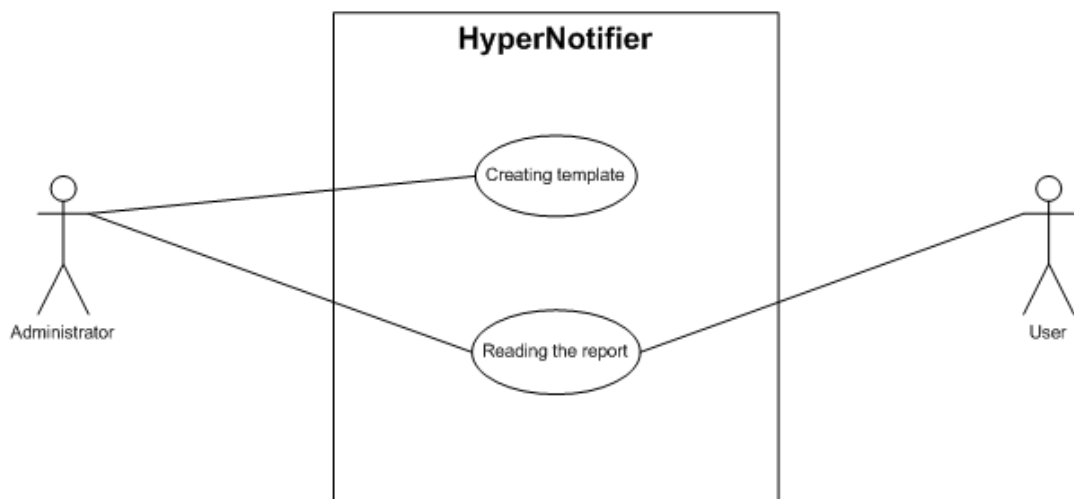 HyperNotifier
Creating template
Administrator
User
Reading the report